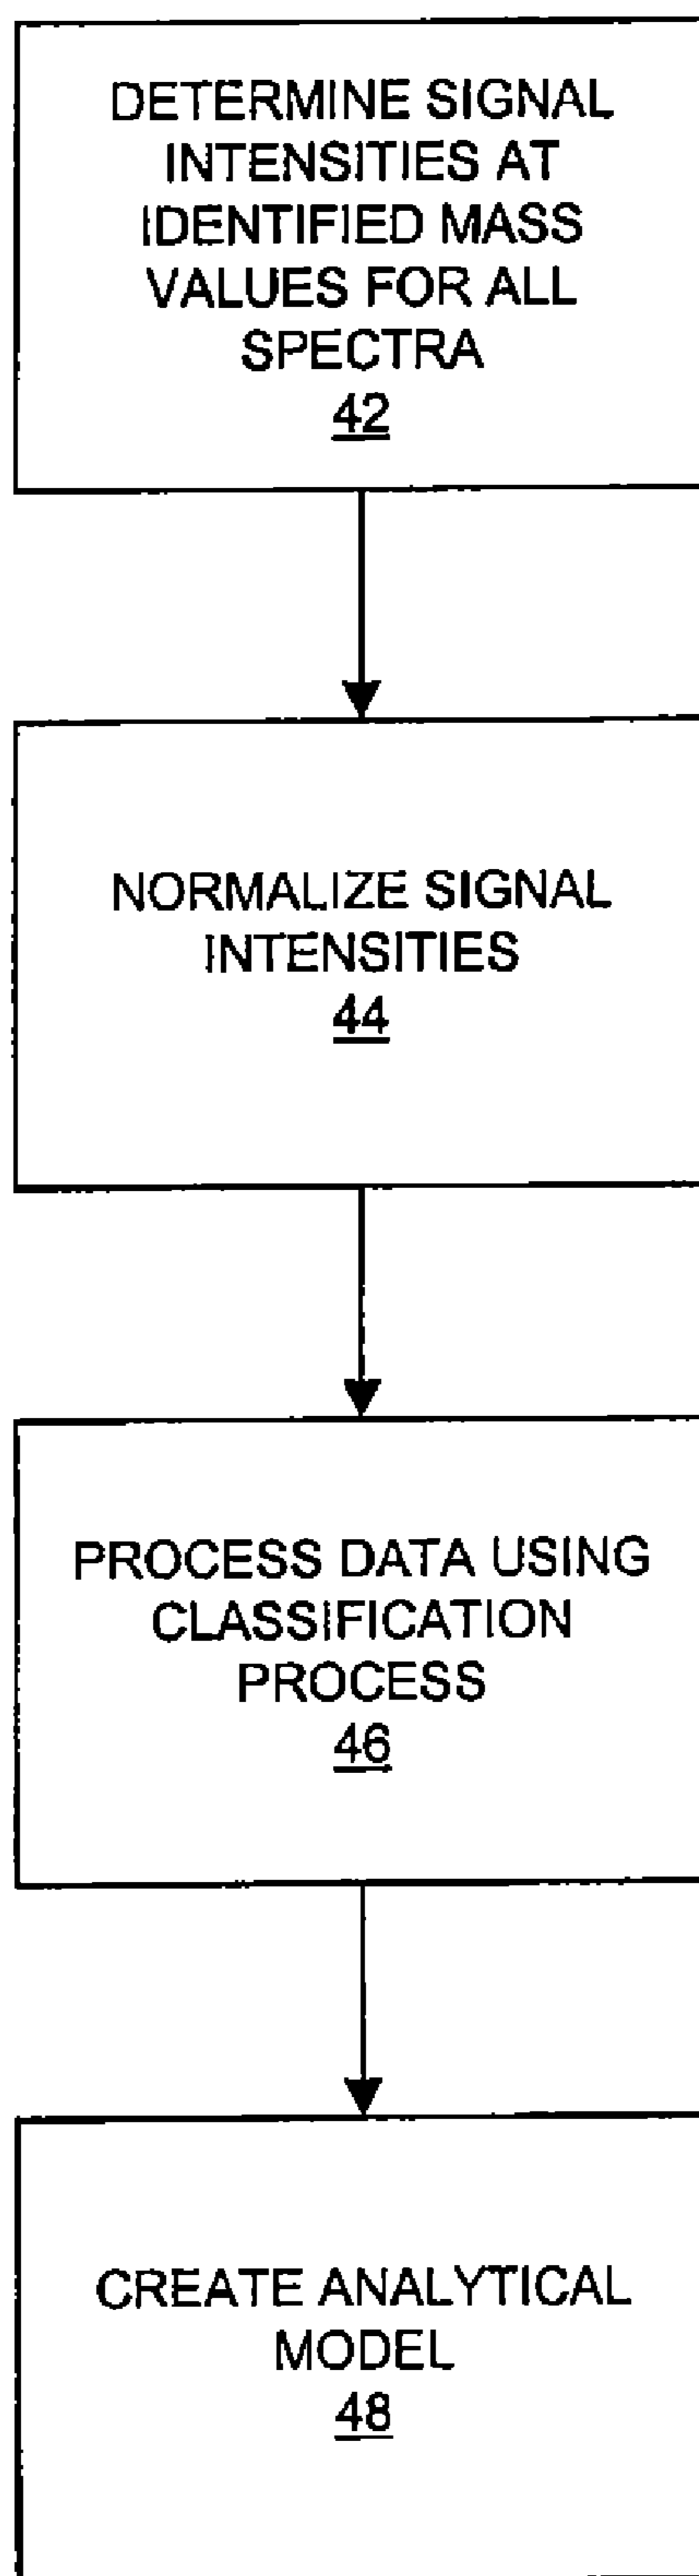 DETERMINE SIGNAL
INTENSITIES AT
IDENTIFIED MASS
VALUES FOR ALL
SPECTRA
42
NORMALIZE SIGNAL
INTENSITIES
44
PROCESS DATA USING
CLASSIFICATION
PROCESS
46
CREATE ANALYTICAL
MODEL
48